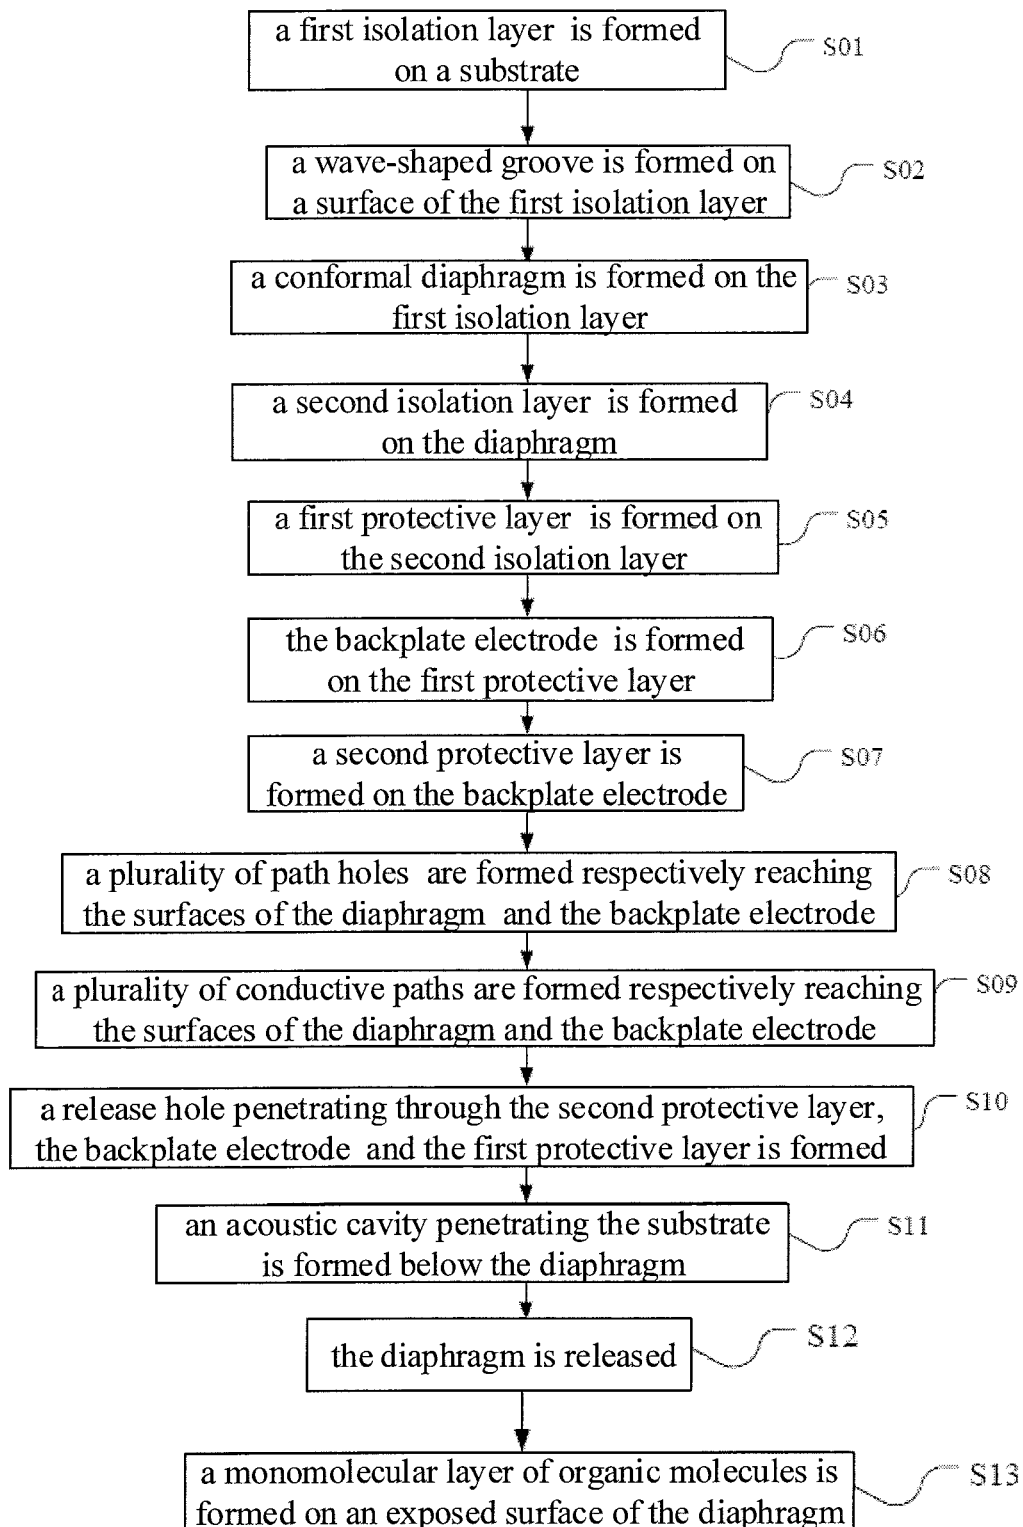 a first isolation layer is formed
on a substrate
S01
a wave-shaped groove is formed on
a surface of the first isolation layer
S02
a conformal diaphragm is formed on the
first isolation layer
S03
a second isolation layer is formed
on the diaphragm
S04
a first protective layer is formed on
the second isolation layer
S05
the backplate electrode is formed
on the first protective layer
S06
a second protective layer is
formed on the backplate electrode
S07
a plurality of path holes are formed respectively reaching
the surfaces of the diaphragm and the backplate electrode
S08
a plurality of conductive paths are formed respectively reaching
the surfaces of the diaphragm and the backplate electrode
S09
a release hole penetrating through the second protective layer,
the backplate electrode and the first protective layer is formed
S10
an acoustic cavity penetrating the substrate
is formed below the diaphragm
S11
the diaphragm is released
S12
a monomolecular layer of organic molecules is
formed on an exposed surface of the diaphragm
S13